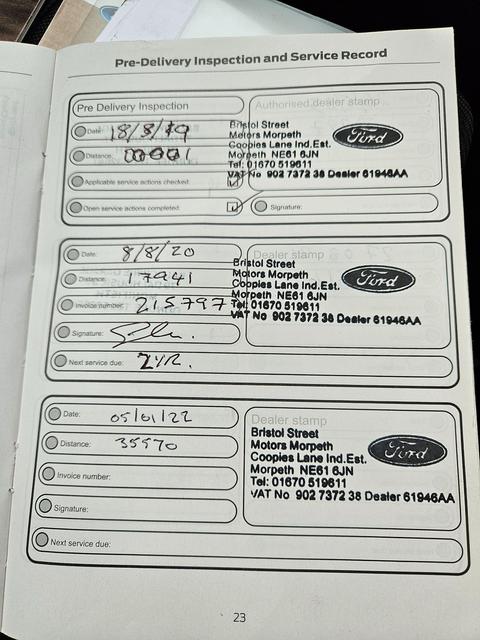 Pre-Delivery Inspection and Service Record
Pre Delivery Inspection
Authorised dealer stamp
Date: 18/8/19
Distance: 00001
Applicable service actions checked:
Open service actions completed:
Bristol Street
Motors Morpeth
Coopies Lane Ind.Est.
Morpeth NE61 6JN
Tel: 01670 519611
VAT No 902 7372 38 Dealer 61946AA
Ford
Signature:
Date: 8/8/20
Distance: 17941
Invoice number: 215797
Signature:
Next service due: 2YR.
Dealer stamp
Bristol Street
Motors Morpeth
Coopies Lane Ind.Est.
Morpeth NE61 6JN
Tel: 01670 519611
VAT No 902 7372 38 Dealer 61946AA
Ford
Date: 05/01/22
Distance: 35970
Invoice number:
Signature:
Next service due:
Dealer stamp
Bristol Street
Motors Morpeth
Coopies Lane Ind.Est.
Morpeth NE61 6JN
Tel: 01670 519611
VAT No 902 7372 38 Dealer 61946AA
Ford
23